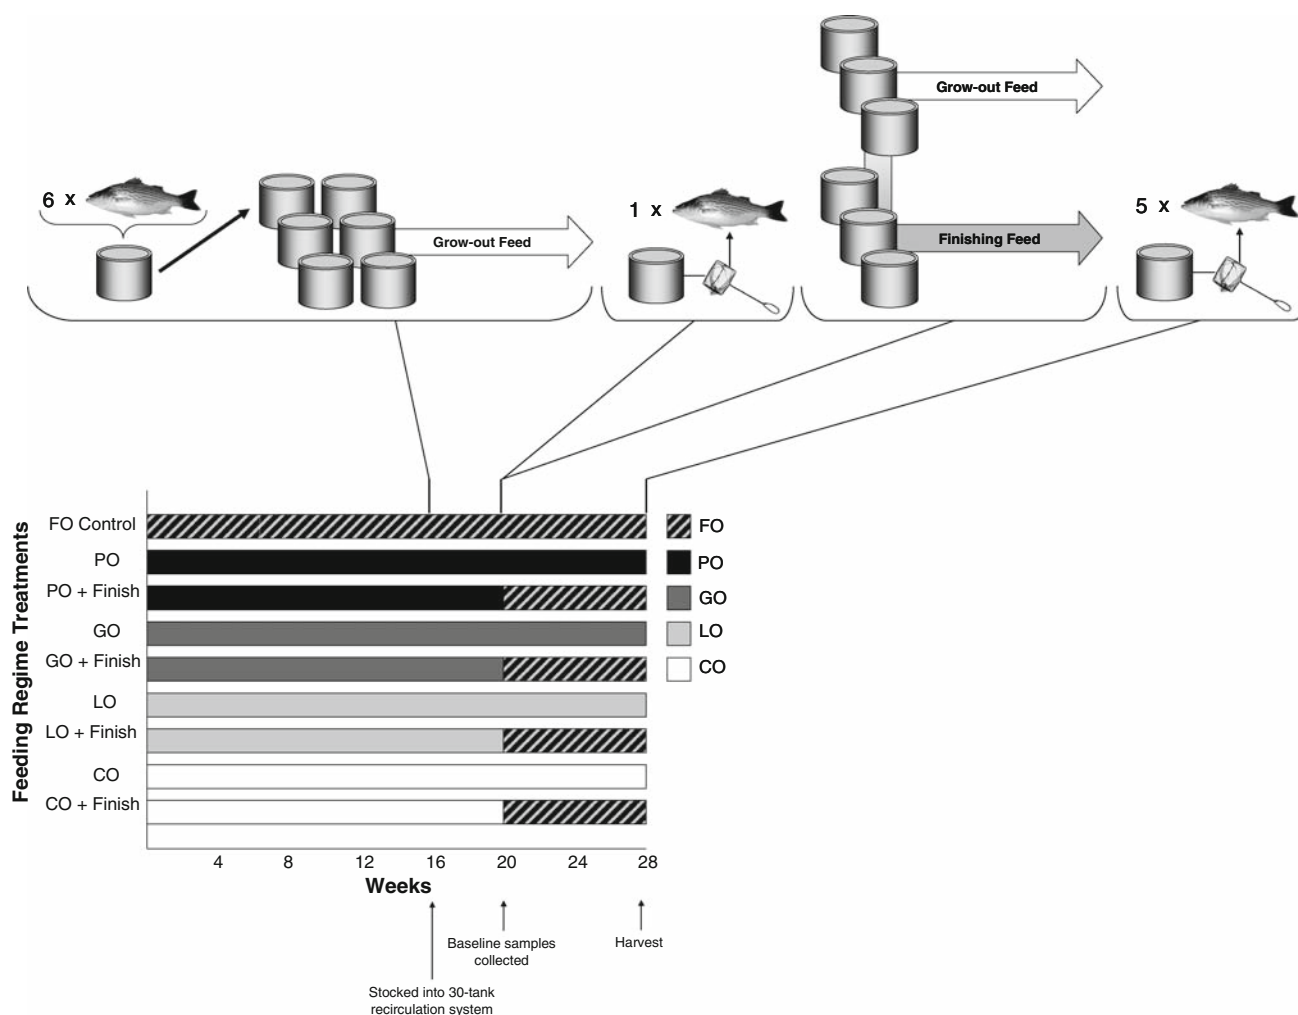 6 x
Grow-out Feed
1 x
Grow-out Feed
Finishing Feed
5 x
Feeding Regime Treatments
FO Control
PO
PO + Finish
GO
GO + Finish
LO
LO + Finish
CO
CO + Finish
FO
PO
GO
LO
CO
4 8 12 16 20 24 28
Weeks
Baseline samples
collected
Harvest
Stocked into 30-tank
recirculation system